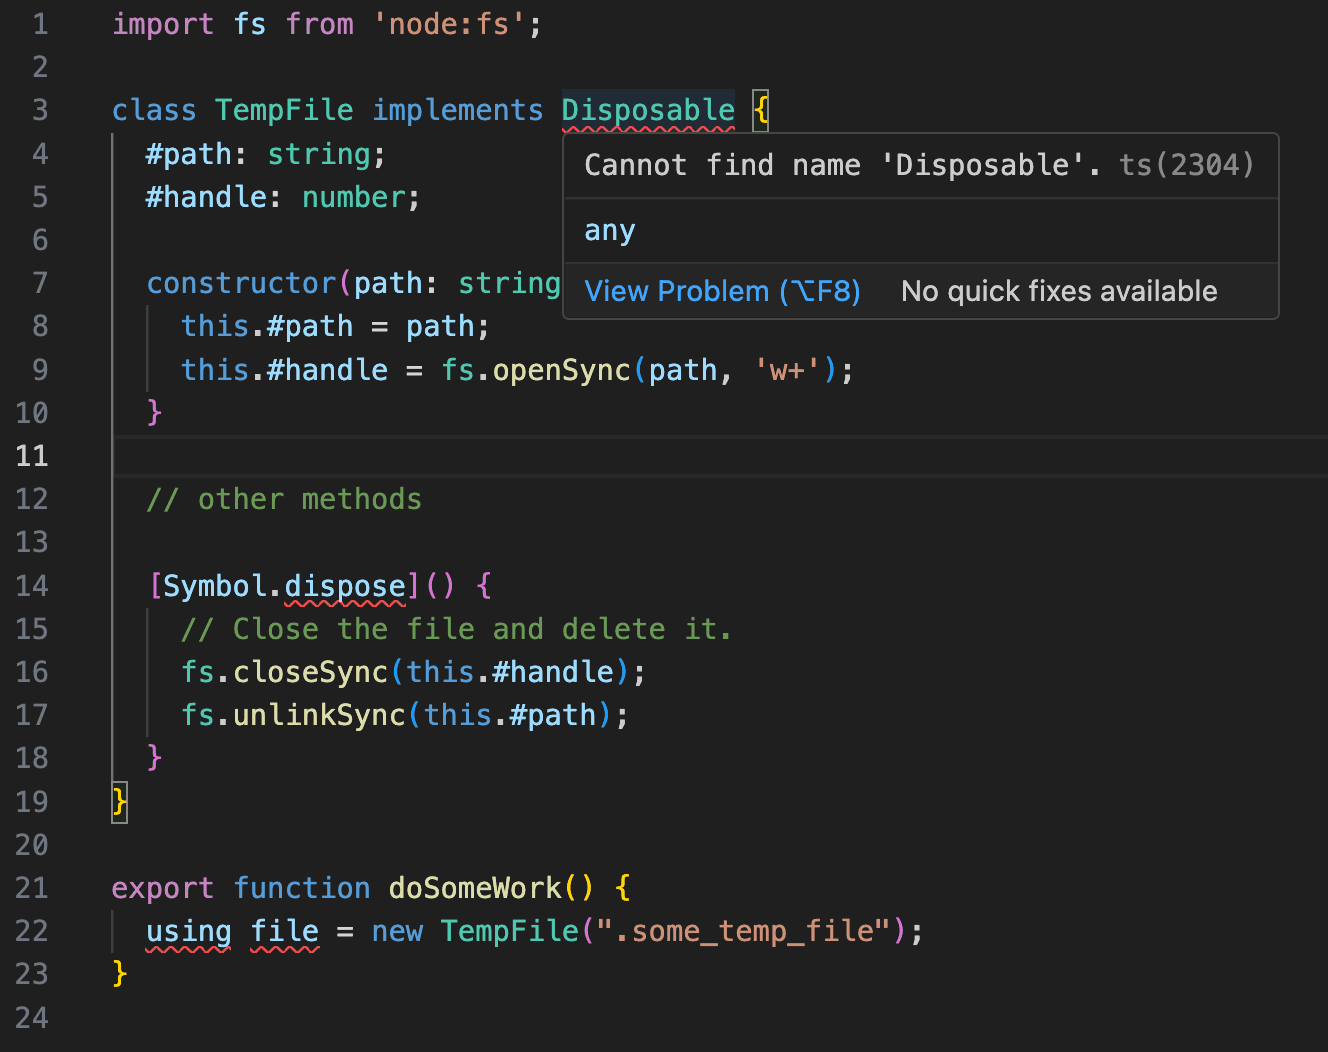 1 import fs from 'node:fs';
2
3 class TempFile implements Disposable {
4 #path: string;
Cannot find name 'Disposable'. ts(2304)
5 #handle: number;
6
any
7 constructor(path: string
View Problem (⌥F8) No quick fixes available
8 this.#path = path;
9 this.#handle = fs.openSync(path, 'w+');
10 }
11
12 // other methods
13
14 [Symbol.dispose]() {
15 // Close the file and delete it.
16 fs.closeSync(this.#handle);
17 fs.unlinkSync(this.#path);
18 }
19 }
20
21 export function doSomeWork() {
22 using file = new TempFile(".some_temp_file");
23 }
24